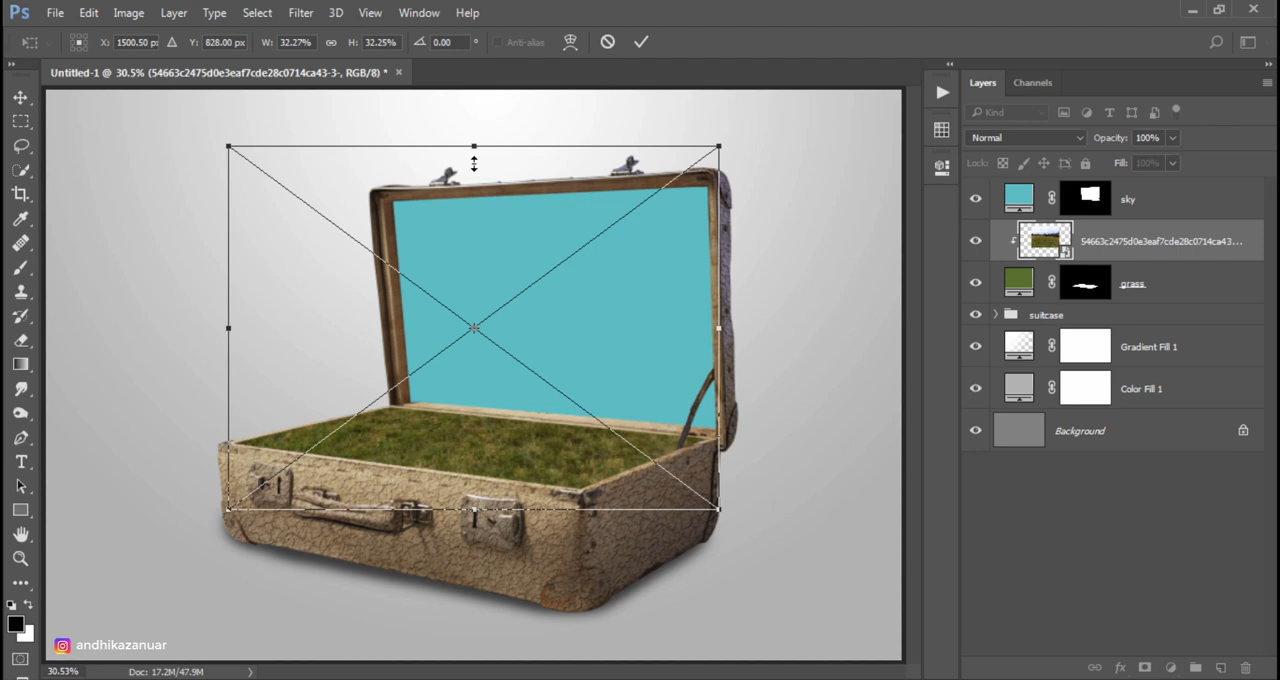 Ps File Edit Image Layer Type Select Filter 3D View Window Help
X: 1500.50 px Y: 828.00 px W: 32.27% H: 32.25% 0.00 ° Anti-alias
Untitled-1 @ 30.5% (54663c2475d0e3eaf7cde28c0714ca43-3-, RGB/8) * ×
Layers Channels
Kind
Normal Opacity: 100%
Lock: Fill: 100%
sky
54663c2475d0e3eaf7cde28c0714ca43...
grass
suitcase
Gradient Fill 1
Color Fill 1
Background
andhikazanuar
30.53% Doc: 17.2M/47.9M